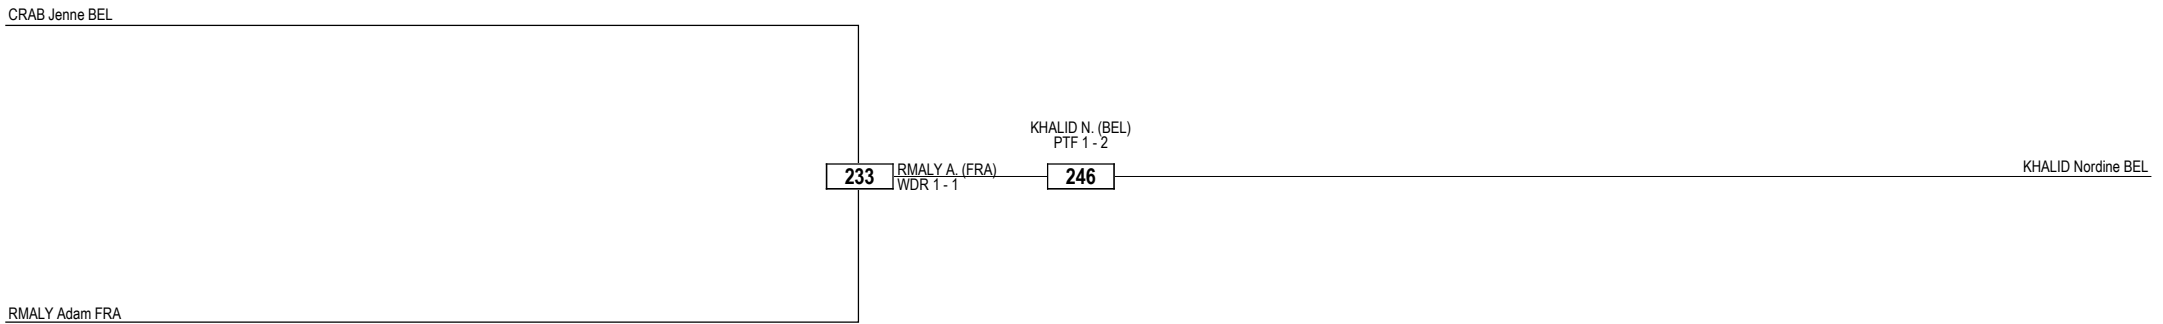 CRAB Jenne BEL
KHALID N. (BEL)
PTF 1 - 2
233
RMALY A. (FRA)
WDR 1 - 1
246
KHALID Nordine BEL
RMALY Adam FRA